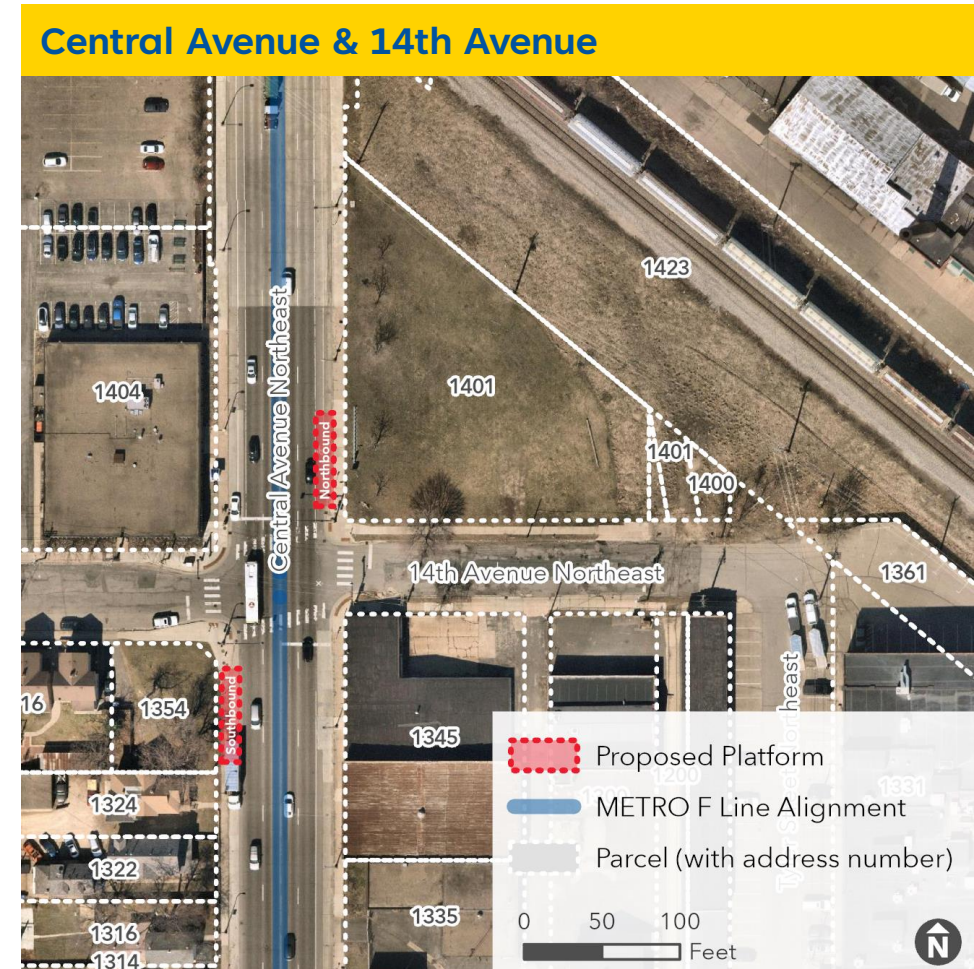 Central Avenue & 14th Avenue
1423
1404
Central Avenue Northeast
1401
Northbound
1401
1400
14th Avenue Northeast
1361
16
1354
Southbound
1345
1324
1322
1316
1314
1335
1200
1331
Proposed Platform
METRO F Line Alignment
Parcel (with address number)
0 50 100
Feet
N